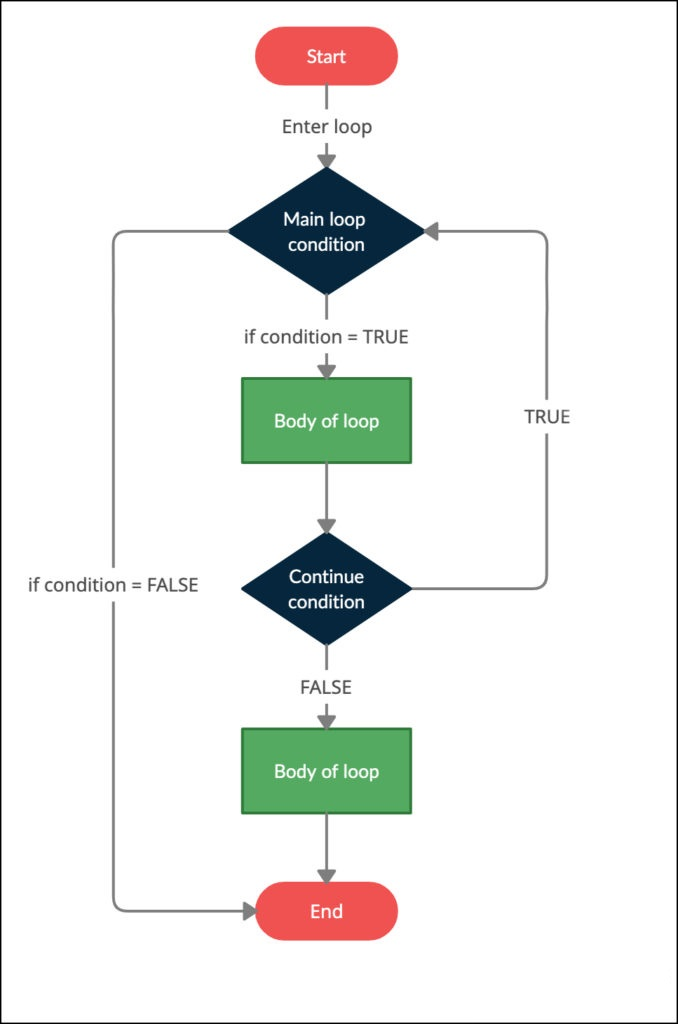 Start
Enter loop
Main loop
condition
if condition = TRUE
Body of loop
TRUE
Continue
condition
if condition = FALSE
FALSE
Body of loop
End